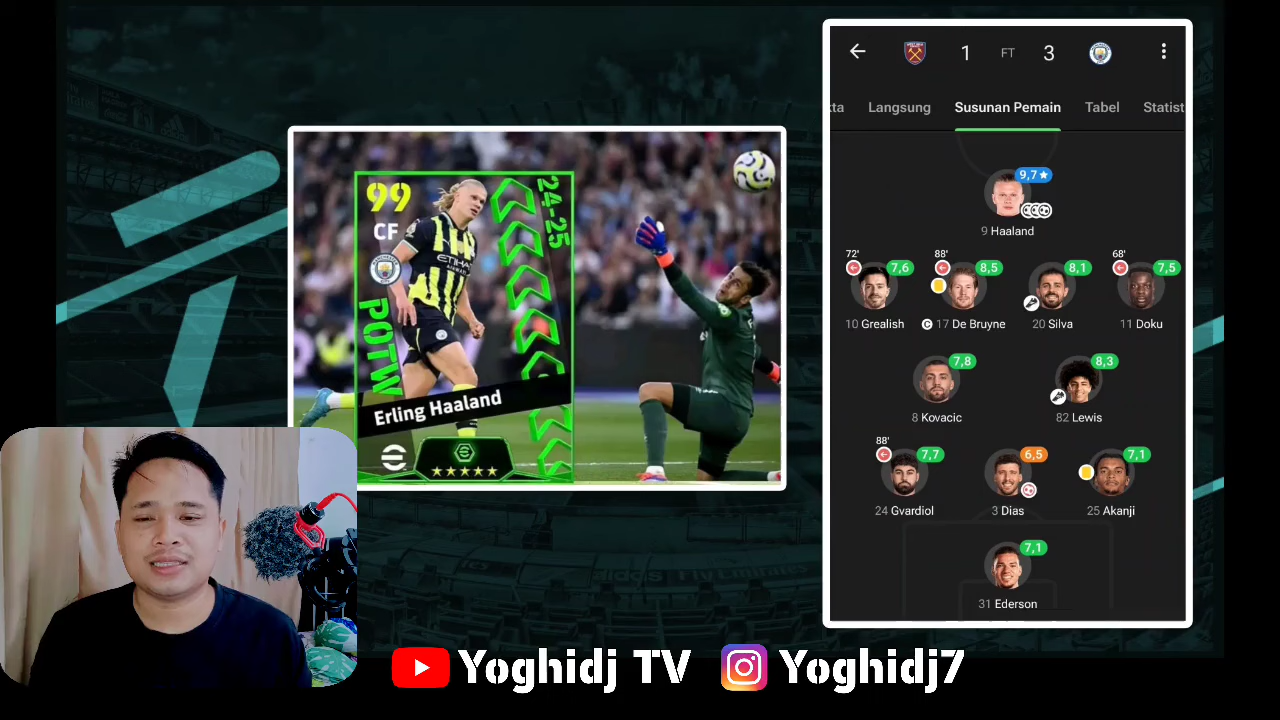 1 FT 3
kta Langsung Susunan Pemain Tabel Statist
9,7
9 Haaland
72' 88' 68'
7,6 8,5 8,1 7,5
10 Grealish C 17 De Bruyne 20 Silva 11 Doku
7,8 8,3
8 Kovacic 82 Lewis
88'
7,7 6,5 7,1
24 Gvardiol 3 Dias 25 Akanji
7,1
31 Ederson
99
CF
24-25
POTW
ETIHAD
Erling Haaland
Yoghidj TV Yoghidj7